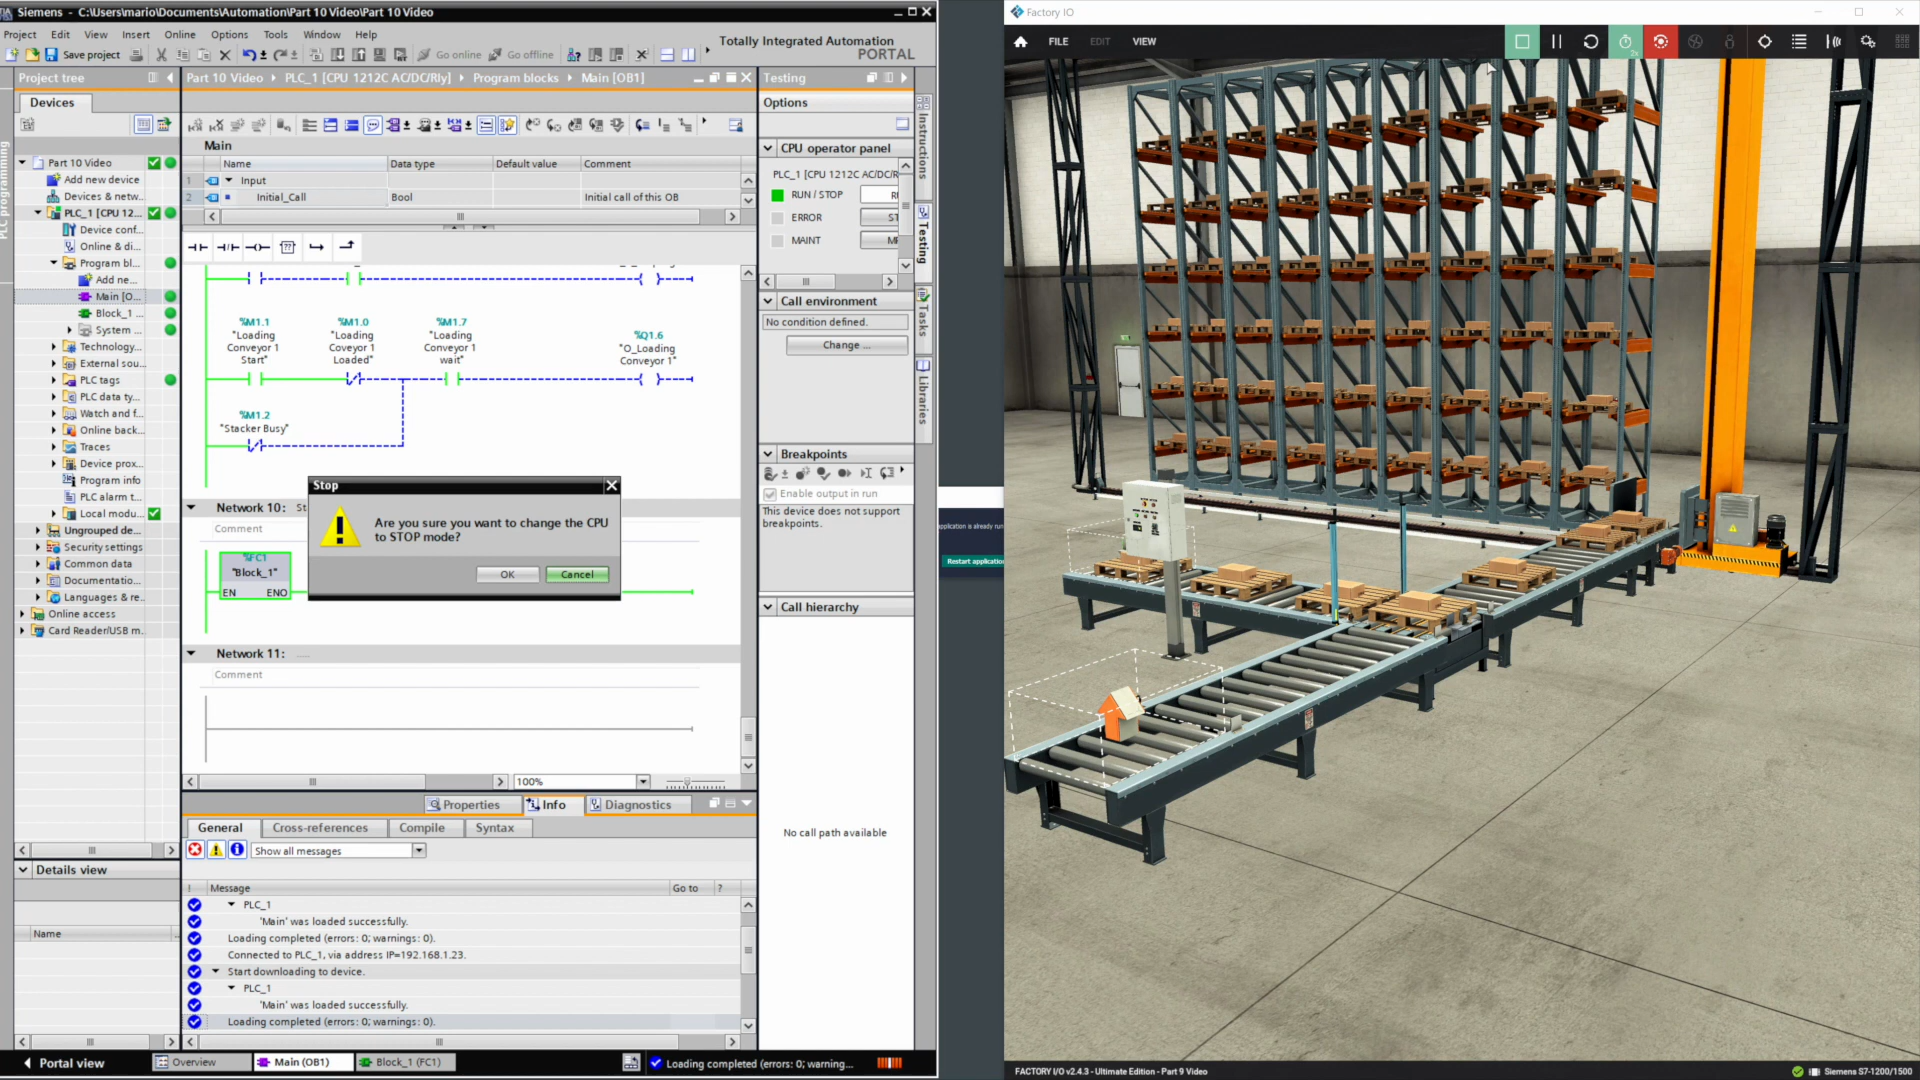 Siemens - C:\Users\mario\Documents\Automation\Part 10 Video\Part 10 Video
Project Edit View Insert Online Options Tools Window Help
Save project
Go online
Go offline
Totally Integrated Automation
PORTAL
Project tree
Devices
Part 10 Video
Add new device
Devices & netw...
PLC_1 [CPU 12...
Device conf...
Online & di...
Program bl...
Add ne...
Main [O...
Block_1 ...
System ...
Technology...
External sou...
PLC tags
PLC data ty...
Watch and f...
Online back...
Traces
Device prox...
Program info
PLC alarm t...
Local modu...
Ungrouped de...
Security settings
Common data
Documentatio...
Languages & re...
Online access
Card Reader/USB m...
Details view
Name
PLC programming
Part 10 Video PLC_1 [CPU 1212C AC/DC/Rly] Program blocks Main [OB1]
Main
Name Data type Default value Comment
1 Input
2 Initial_Call Bool Initial call of this OB
%M1.1
"Loading
Conveyor 1
Start"
%M1.0
"Loading
Coveyor 1
Loaded"
%M1.7
"Loading
Conveyor 1
wait"
%Q1.6
"O_Loading
Conveyor 1"
%M1.2
"Stacker Busy"
Network 10: St
Comment
%FC1
"Block_1"
EN ENO
Stop
Are you sure you want to change the CPU
to STOP mode?
OK Cancel
Network 11: .....
Comment
100%
Properties Info Diagnostics
General Cross-references Compile Syntax
Show all messages
! Message Go to ?
PLC_1
'Main' was loaded successfully.
Loading completed (errors: 0; warnings: 0).
Connected to PLC_1, via address IP=192.168.1.23.
Start downloading to device.
PLC_1
'Main' was loaded successfully.
Loading completed (errors: 0; warnings: 0).
Testing
Options
CPU operator panel
PLC_1 [CPU 1212C AC/DC/R
RUN / STOP
ERROR ST
MAINT
Call environment
No condition defined.
Change ...
Breakpoints
Enable output in run
This device does not support
breakpoints.
Call hierarchy
No call path available
Instructions
Testing
Tasks
Libraries
Portal view
Overview
Main (OB1)
Block_1 (FC1)
Loading completed (errors: 0; warning...
application is already run
Restart application
Factory IO
FILE EDIT VIEW
2x
FACTORY I/O v2.4.3 - Ultimate Edition - Part 9 Video
Siemens S7-1200/1500